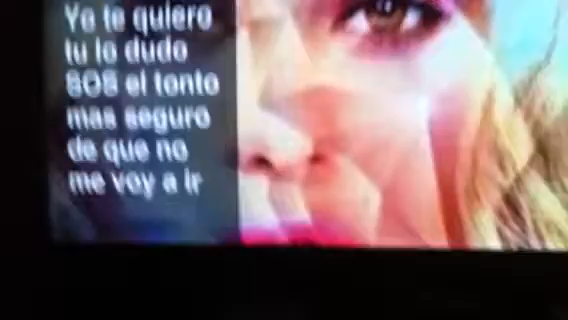 Yo te quiero
tu lo dudo
sos el tonto
mas seguro
de que no
me voy a ir